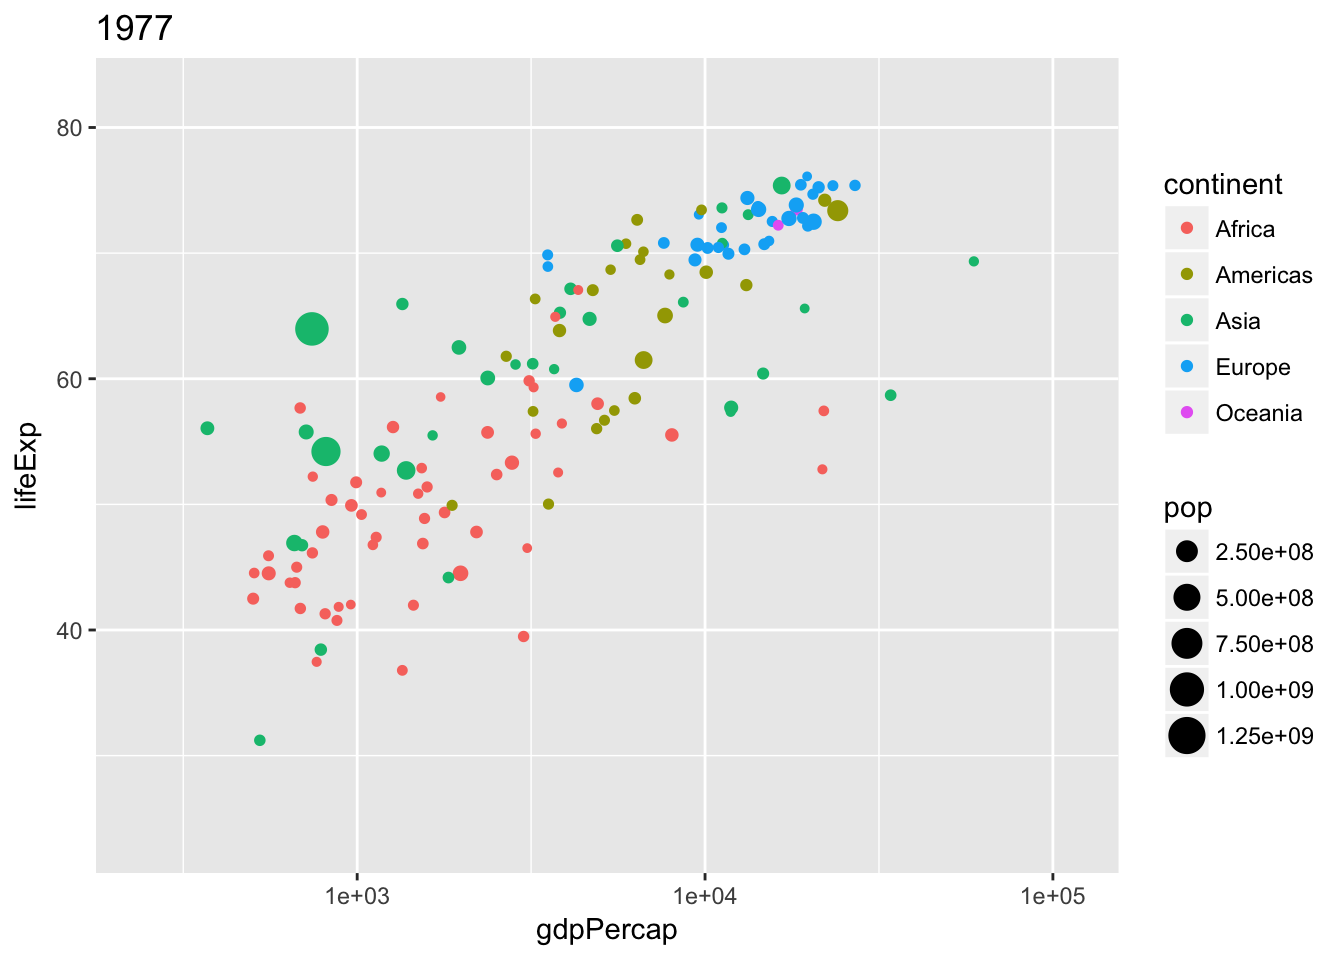 1977
lifeExp
80
60
40
1e+03
1e+04
1e+05
gdpPercap
continent
Africa
Americas
Asia
Europe
Oceania
pop
2.50e+08
5.00e+08
7.50e+08
1.00e+09
1.25e+09